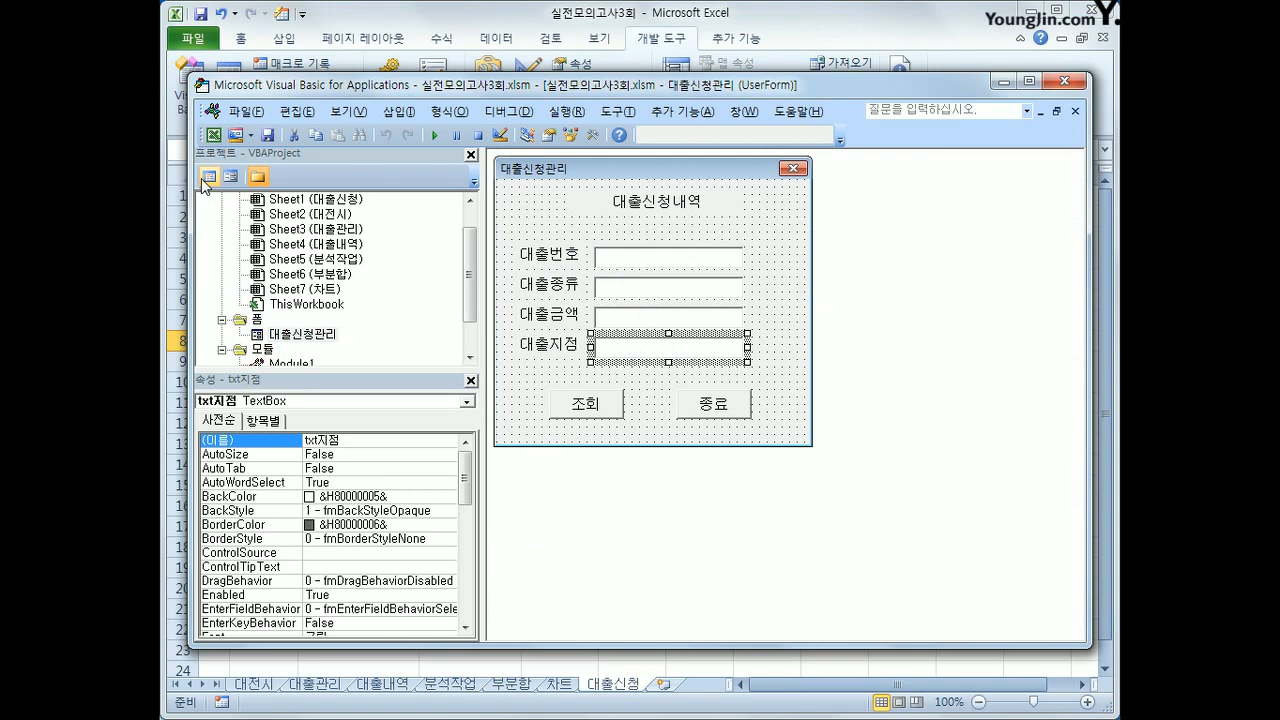 실전모의고사3회 - Microsoft Excel
YoungJin.com Y.
파일 홈 삽입 페이지 레이아웃 수식 데이터 검토 보기 개발 도구 추가 기능
매크로 기록 속성 맵 속성 가져오기
Microsoft Visual Basic for Applications - 실전모의고사3회.xlsm - [실전모의고사3회.xlsm - 대출신청관리 (UserForm)]
파일(F) 편집(E) 보기(V) 삽입(I) 형식(O) 디버그(D) 실행(R) 도구(T) 추가 기능(A) 창(W) 도움말(H) 질문을 입력하십시오.
프로젝트 - VBAProject
Sheet1 (대출신청)
Sheet2 (대전시)
Sheet3 (대출관리)
Sheet4 (대출내역)
Sheet5 (분석작업)
Sheet6 (부분합)
Sheet7 (차트)
ThisWorkbook
폼
대출신청관리
모듈
Module1
속성 - txt지점
txt지점 TextBox
사전순 항목별
(이름) txt지점
AutoSize False
AutoTab False
AutoWordSelect True
BackColor &H80000005&
BackStyle 1 - fmBackStyleOpaque
BorderColor &H80000006&
BorderStyle 0 - fmBorderStyleNone
ControlSource
ControlTipText
DragBehavior 0 - fmDragBehaviorDisabled
Enabled True
EnterFieldBehavior 0 - fmEnterFieldBehaviorSele
EnterKeyBehavior False
대출신청관리
대출신청내역
대출번호
대출종류
대출금액
대출지점
조회 종료
23
24
대전시 대출관리 대출내역 분석작업 부분합 차트 대출신청
준비 100%